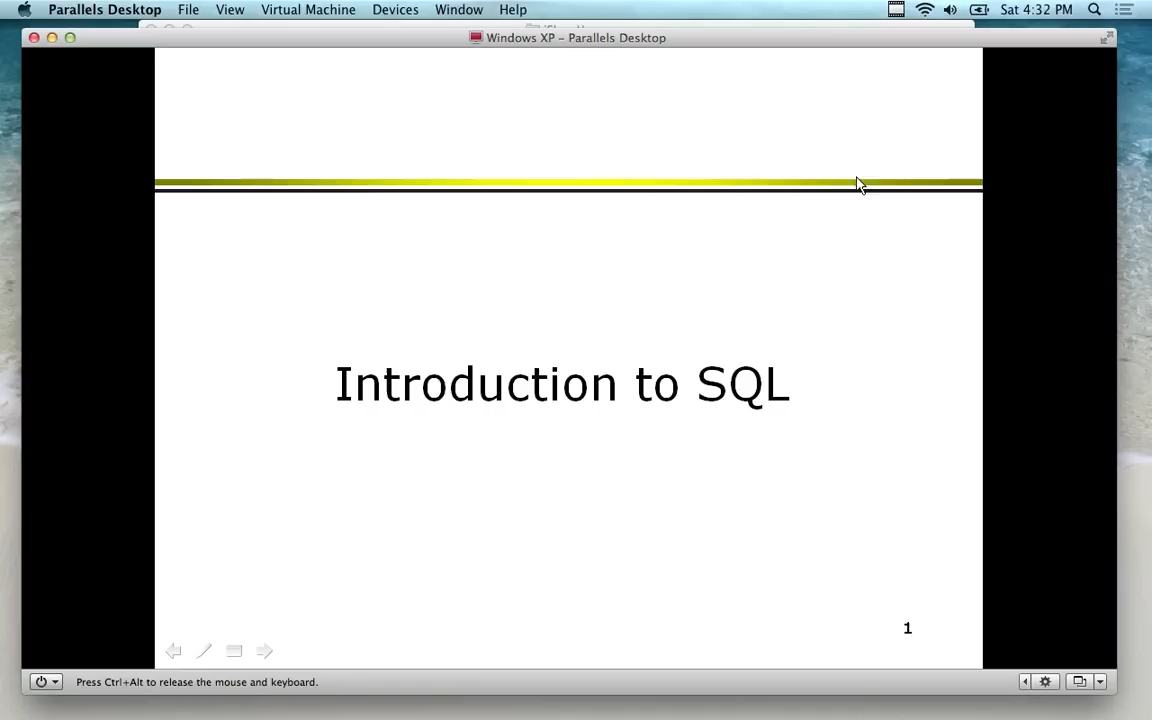 Parallels Desktop File View Virtual Machine Devices Window Help Sat 4:32 PM
Windows XP - Parallels Desktop
Introduction to SQL
1
Press Ctrl+Alt to release the mouse and keyboard.